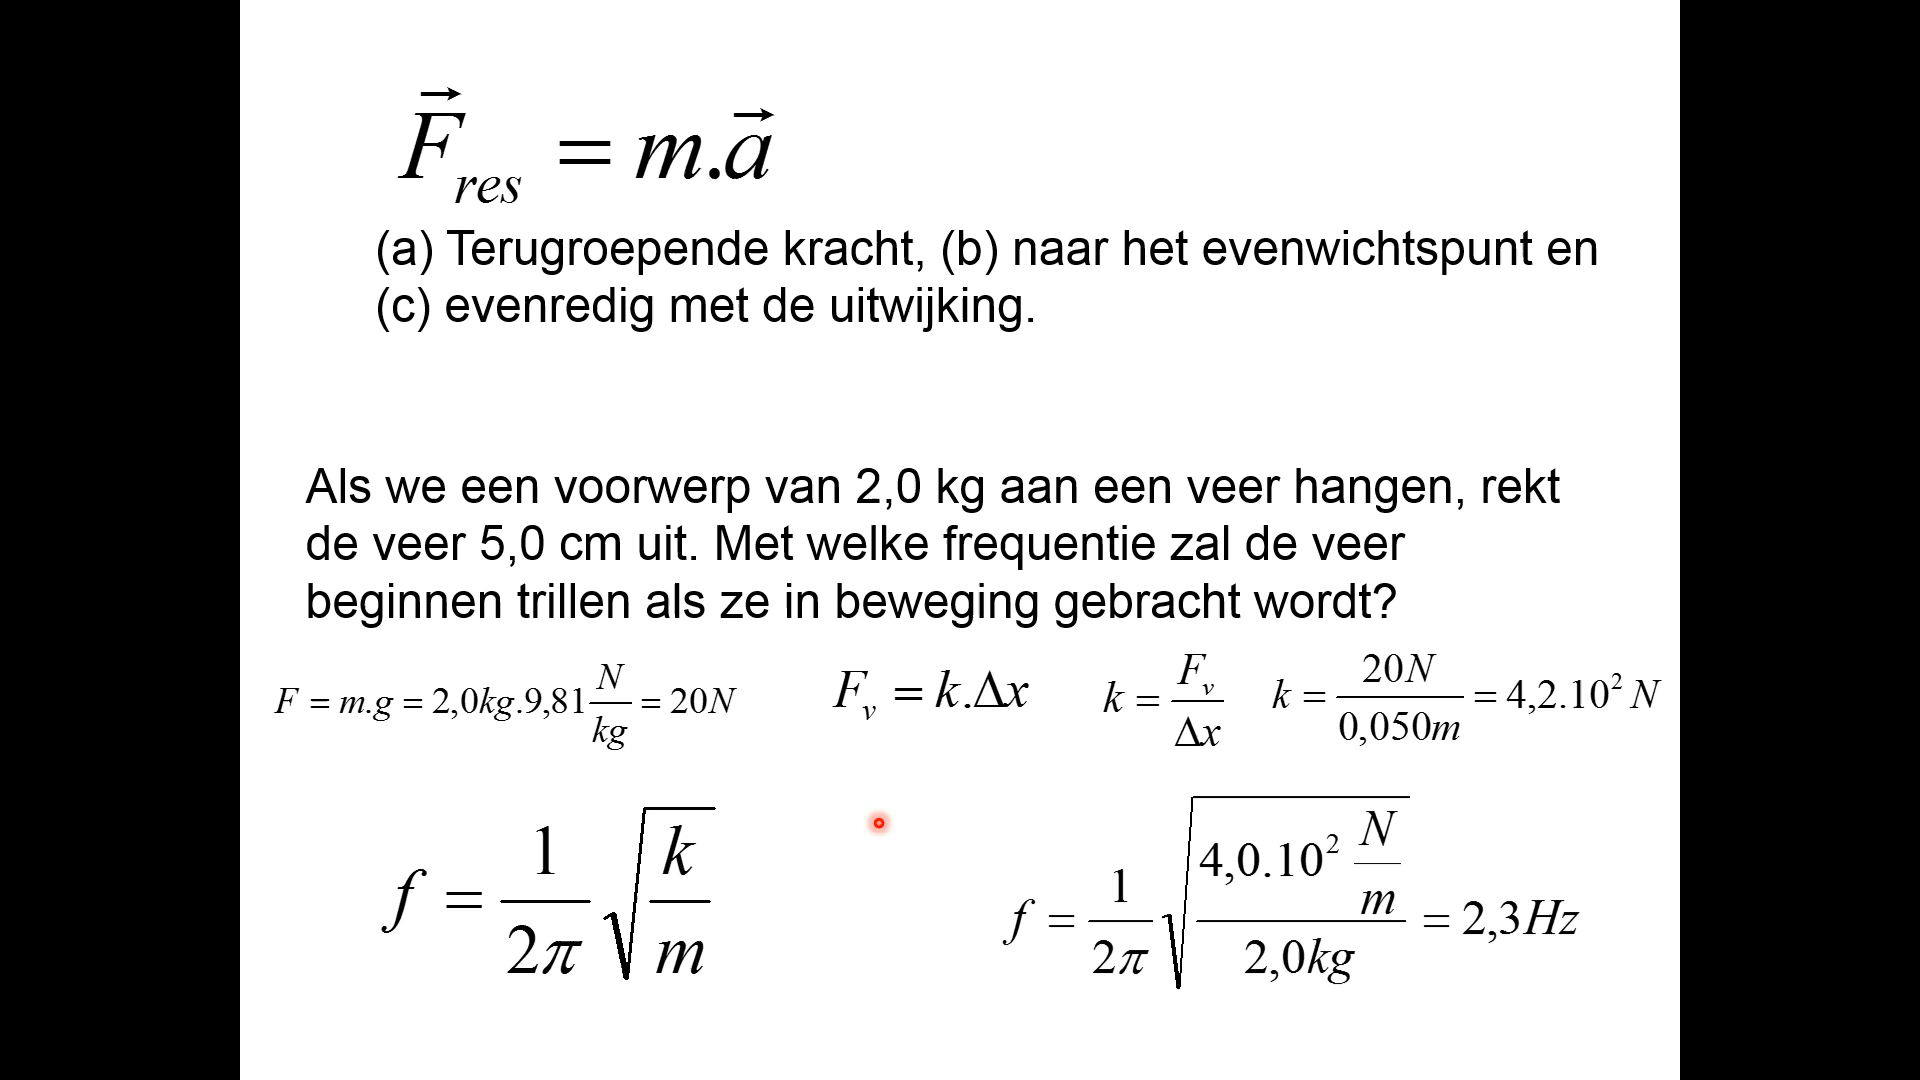 F⃗_res = m.a⃗
(a) Terugroepende kracht, (b) naar het evenwichtspunt en
(c) evenredig met de uitwijking.
Als we een voorwerp van 2,0 kg aan een veer hangen, rekt
de veer 5,0 cm uit. Met welke frequentie zal de veer
beginnen trillen als ze in beweging gebracht wordt?
F = m.g = 2,0kg.9,81 N/kg = 20N F_v = k.Δx k = F_v/Δx k = 20N/0,050m = 4,2.10² N
f = 1/2π √(k/m) f = 1/2π √(4,0.10² N/m / 2,0kg) = 2,3Hz